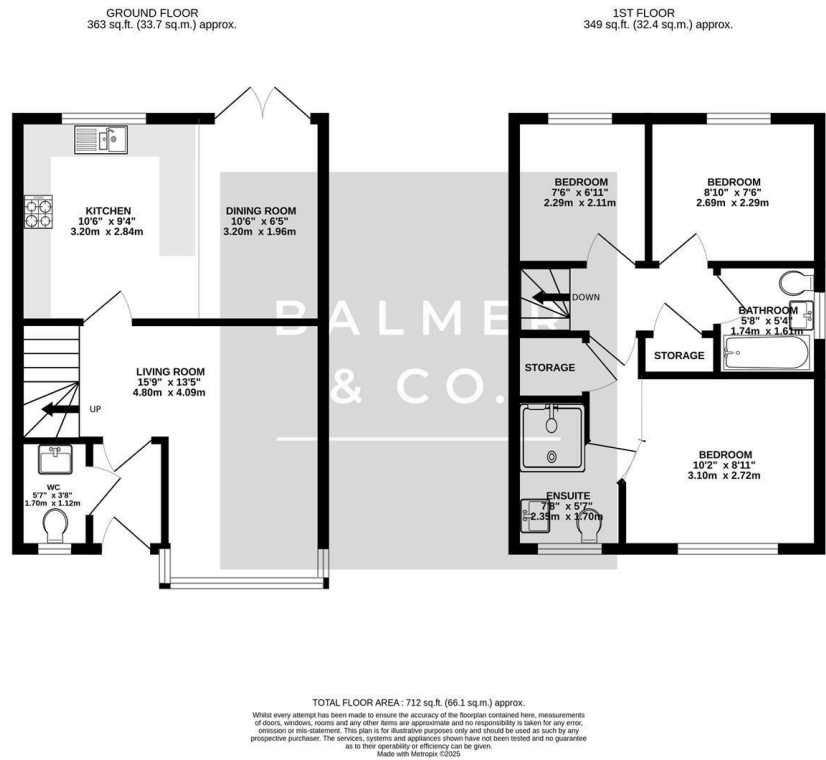 GROUND FLOOR
363 sq.ft. (33.7 sq.m.) approx.
1ST FLOOR
349 sq.ft. (32.4 sq.m.) approx.
KITCHEN
10'6" x 9'4"
3.20m x 2.84m
DINING ROOM
10'6" x 6'5"
3.20m x 1.96m
LIVING ROOM
15'9" x 13'5"
4.80m x 4.09m
UP
WC
5'7" x 3'8"
1.70m x 1.12m
BEDROOM
7'6" x 6'11"
2.29m x 2.11m
BEDROOM
8'10" x 7'6"
2.69m x 2.29m
DOWN
BATHROOM
5'8" x 5'4"
1.74m x 1.61m
STORAGE
STORAGE
BEDROOM
10'2" x 8'11"
3.10m x 2.72m
ENSUITE
7'8" x 5'7"
2.35m x 1.70m
BALMER
& CO.
TOTAL FLOOR AREA : 712 sq.ft. (66.1 sq.m.) approx.
Whilst every attempt has been made to ensure the accuracy of the floorplan contained here, measurements
of doors, windows, rooms and any other items are approximate and no responsibility is taken for any error,
omission or mis-statement. This plan is for illustrative purposes only and should be used as such by any
prospective purchaser. The services, systems and appliances shown have not been tested and no guarantee
as to their operability or efficiency can be given.
Made with Metropix ©2025